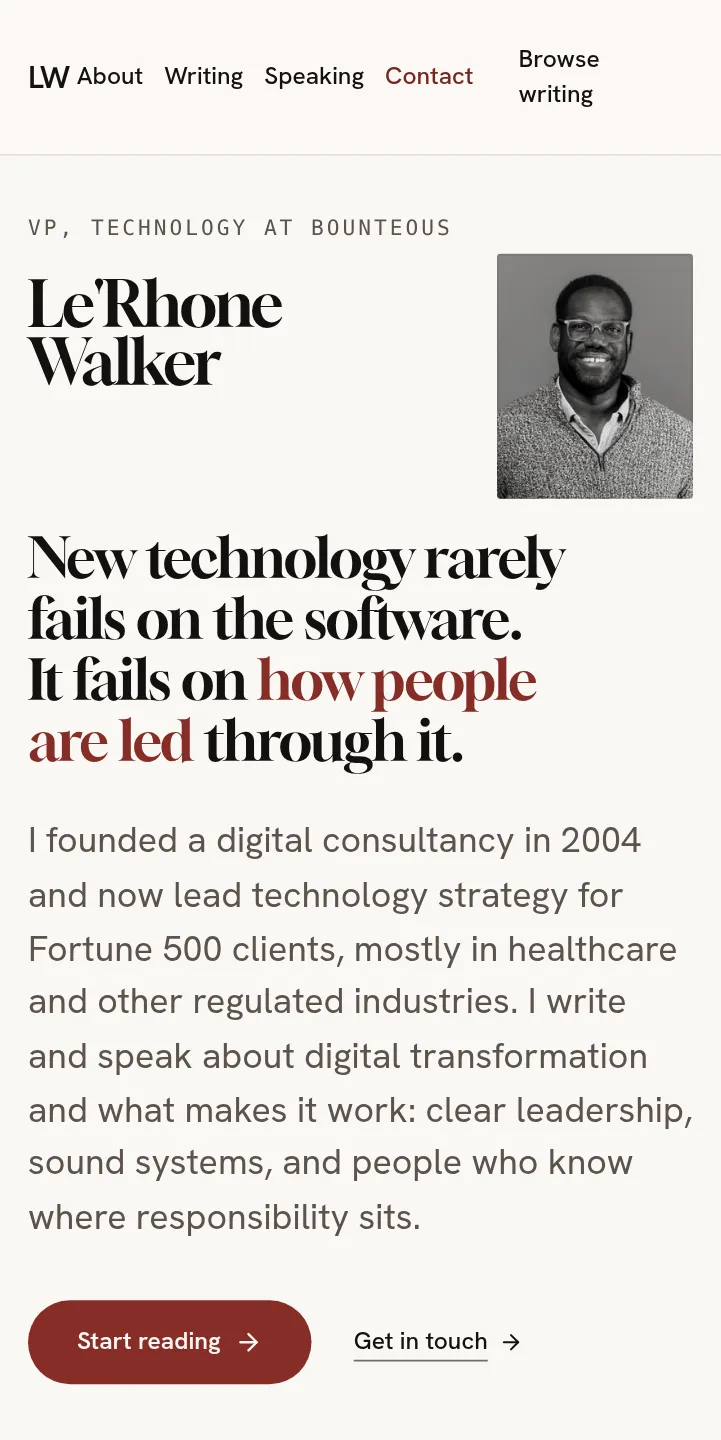 LW About Writing Speaking Contact Browse writing
VP, TECHNOLOGY AT BOUNTEOUS
Le'Rhone
Walker
New technology rarely
fails on the software.
It fails on how people
are led through it.
I founded a digital consultancy in 2004
and now lead technology strategy for
Fortune 500 clients, mostly in healthcare
and other regulated industries. I write
and speak about digital transformation
and what makes it work: clear leadership,
sound systems, and people who know
where responsibility sits.
Start reading → Get in touch →